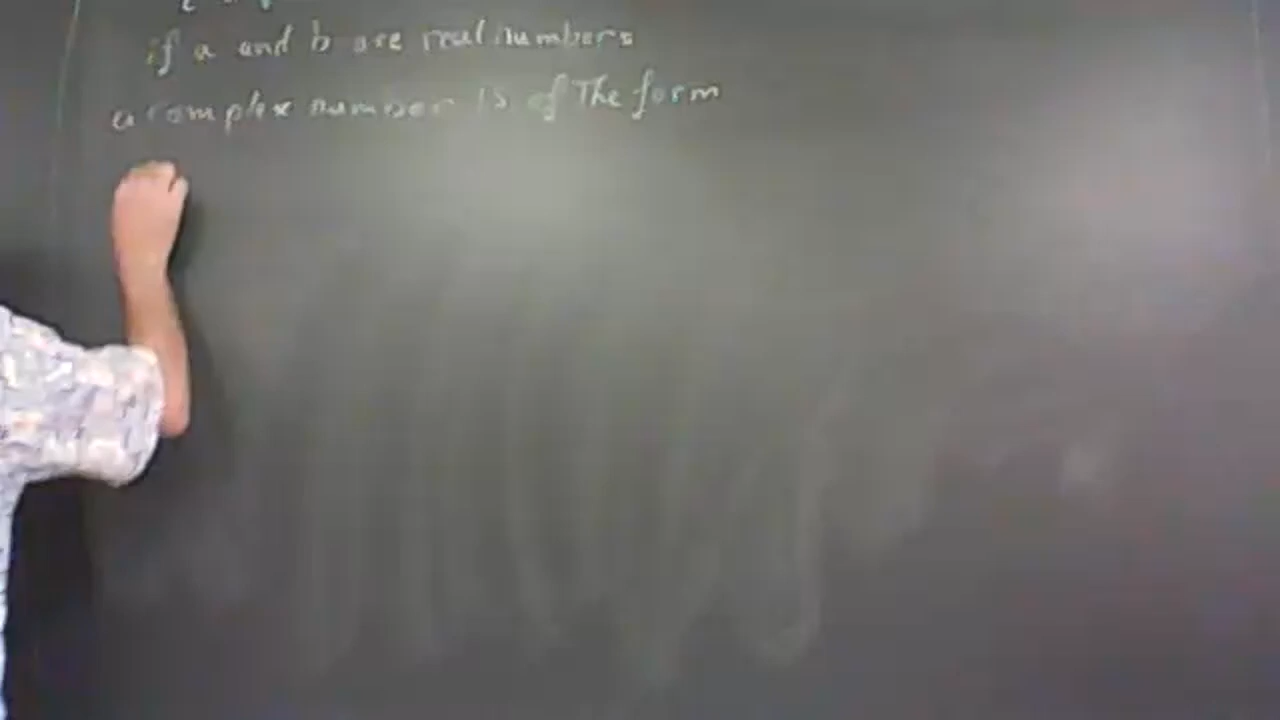 if a and b are real numbers
a complex number is of The form